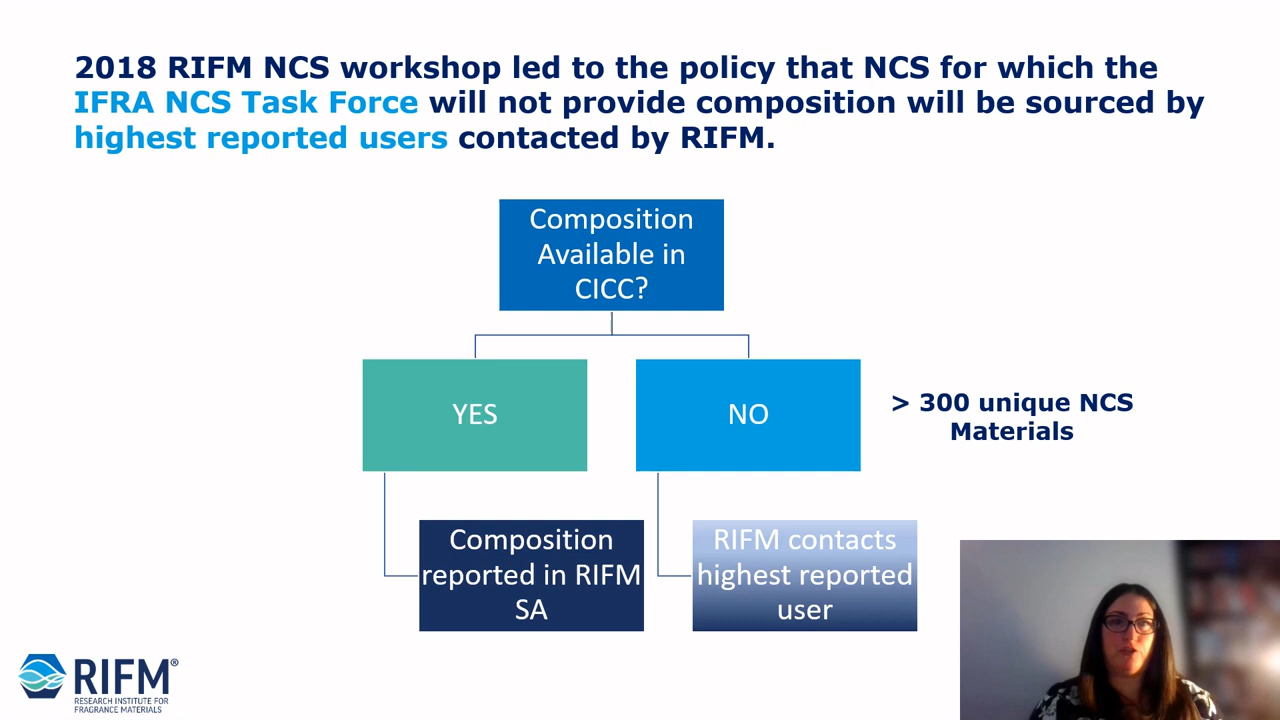 2018 RIFM NCS workshop led to the policy that NCS for which the
IFRA NCS Task Force will not provide composition will be sourced by
highest reported users contacted by RIFM.
Composition
Available in
CICC?
YES
NO
> 300 unique NCS
Materials
Composition
reported in RIFM
SA
RIFM contacts
highest reported
user
RIFM®
RESEARCH INSTITUTE FOR
FRAGRANCE MATERIALS